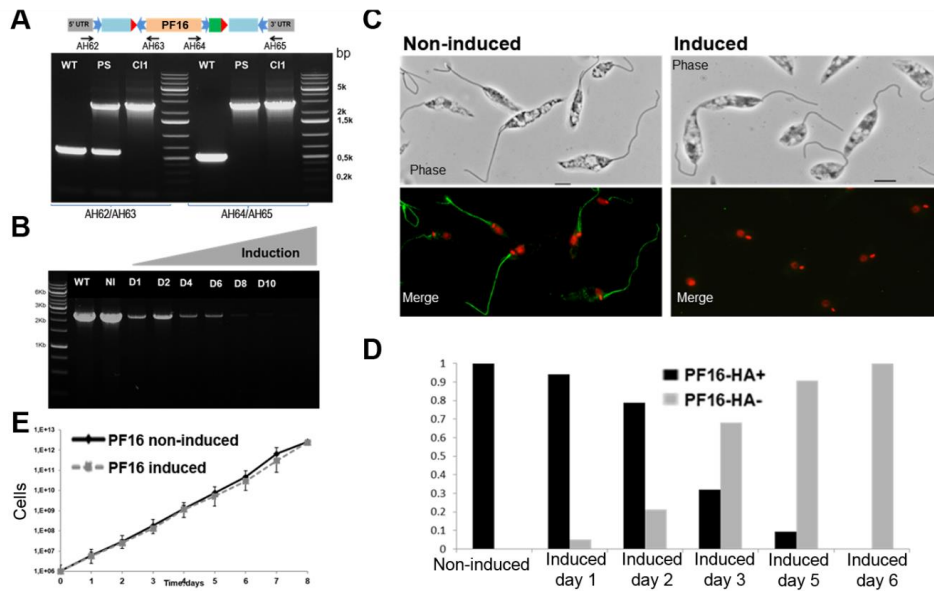 A
5' UTR PF16 3' UTR
AH62 AH63 AH64 AH65
bp
WT PS Cl1 WT PS Cl1
5k
2k
1,5k
0,5k
0,2k
AH62/AH63 AH64/AH65
B
Induction
WT NI D1 D2 D4 D6 D8 D10
6Kb
3Kb
2Kb
1Kb
C
Non-induced Induced
Phase
Phase
Merge
Merge
D
PF16-HA+
PF16-HA-
1
0.9
0.8
0.7
0.6
0.5
0.4
0.3
0.2
0.1
0
Non-induced Induced day 1 Induced day 2 Induced day 3 Induced day 5 Induced day 6
E
PF16 non-induced
PF16 induced
Cells
1,E+13
1,E+12
1,E+11
1,E+10
1,E+09
1,E+08
1,E+07
1,E+06
0 1 2 3 4 5 6 7 8
Time/days